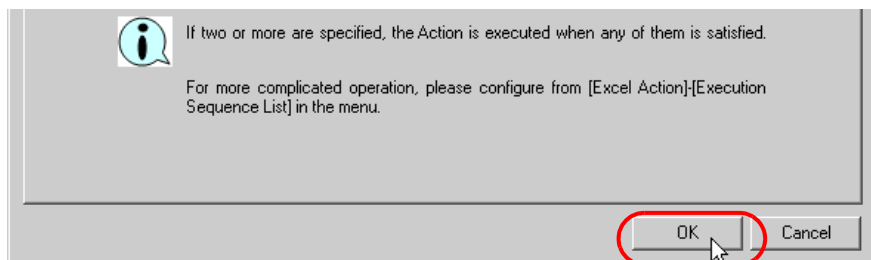 If two or more are specified, the Action is executed when any of them is satisfied.
For more complicated operation, please configure from [Excel Action]-[Execution
Sequence List] in the menu.
OK
Cancel